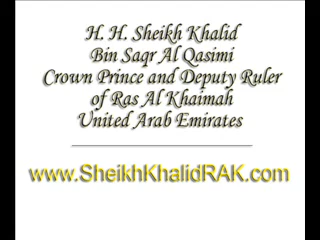 H. H. Sheikh Khalid
Bin Saqr Al Qasimi
Crown Prince and Deputy Ruler
of Ras Al Khaimah
United Arab Emirates
www.SheikhKhalidRAK.com